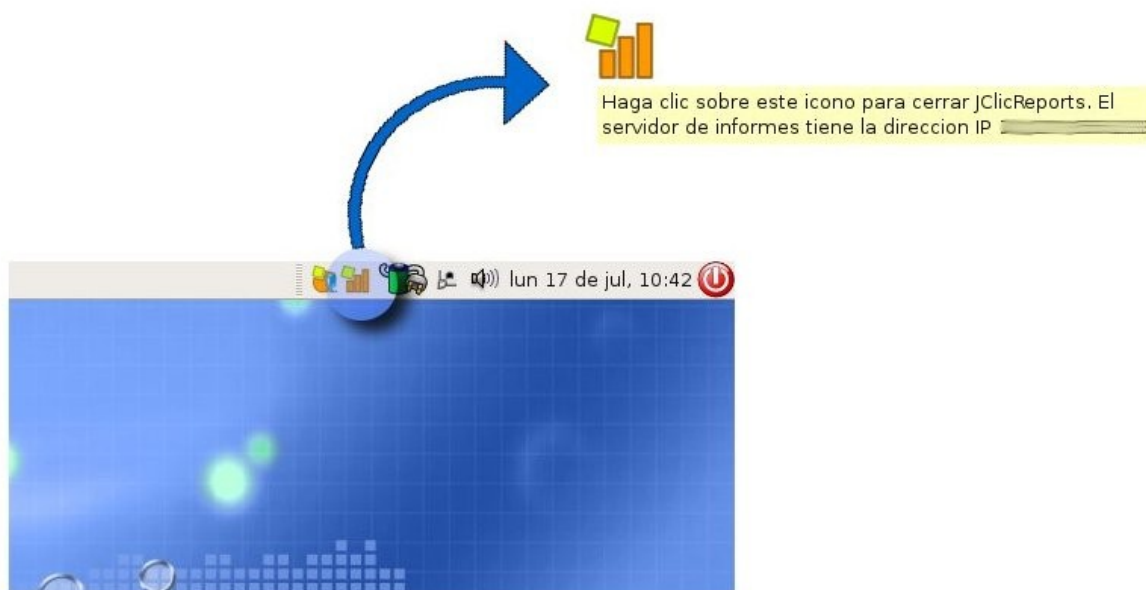 Haga clic sobre este icono para cerrar JClicReports. El
servidor de informes tiene la direccion IP
lun 17 de jul, 10:42